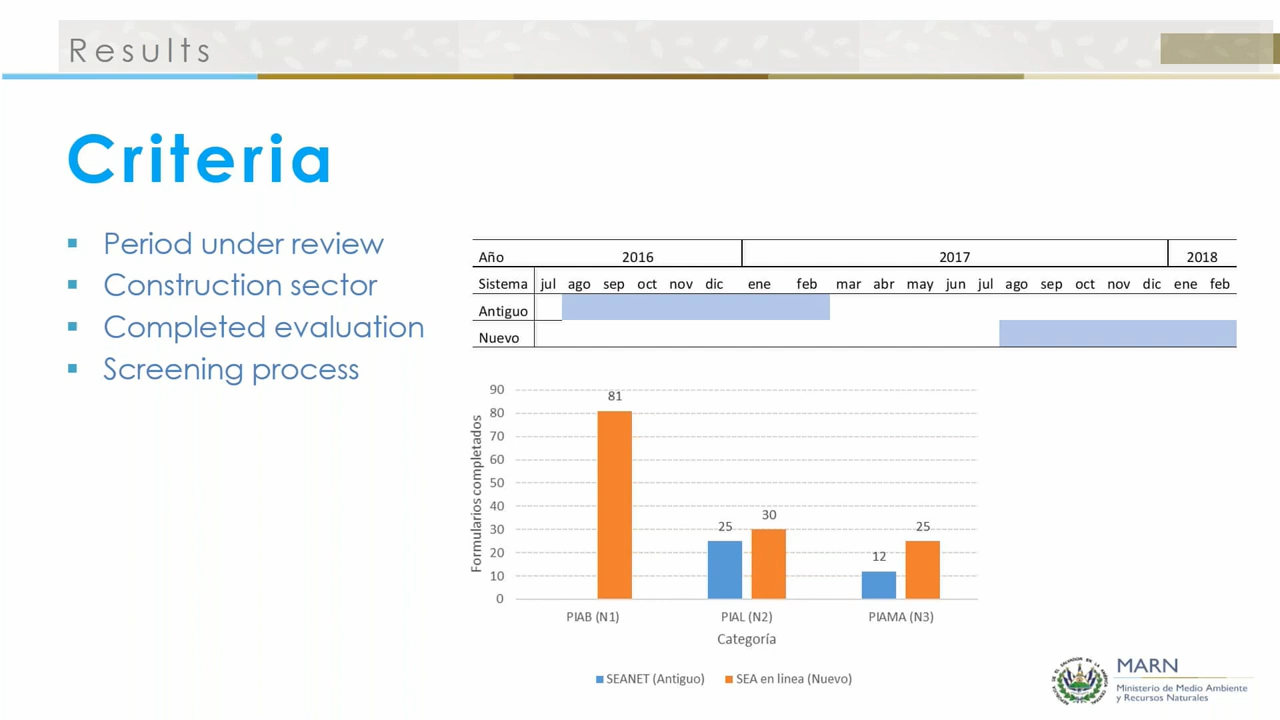 Results
Criteria
Period under review
Construction sector
Completed evaluation
Screening process
Año 2016 2017 2018
Sistema jul ago sep oct nov dic ene feb mar abr may jun jul ago sep oct nov dic ene feb
Antiguo
Nuevo
Formularios completados
90
80
70
60
50
40
30
20
10
0
81
25
30
12
25
PIAB (N1) PIAL (N2) PIAMA (N3)
Categoría
SEANET (Antiguo) SEA en linea (Nuevo)
MARN
Ministerio de Medio Ambiente
y Recursos Naturales